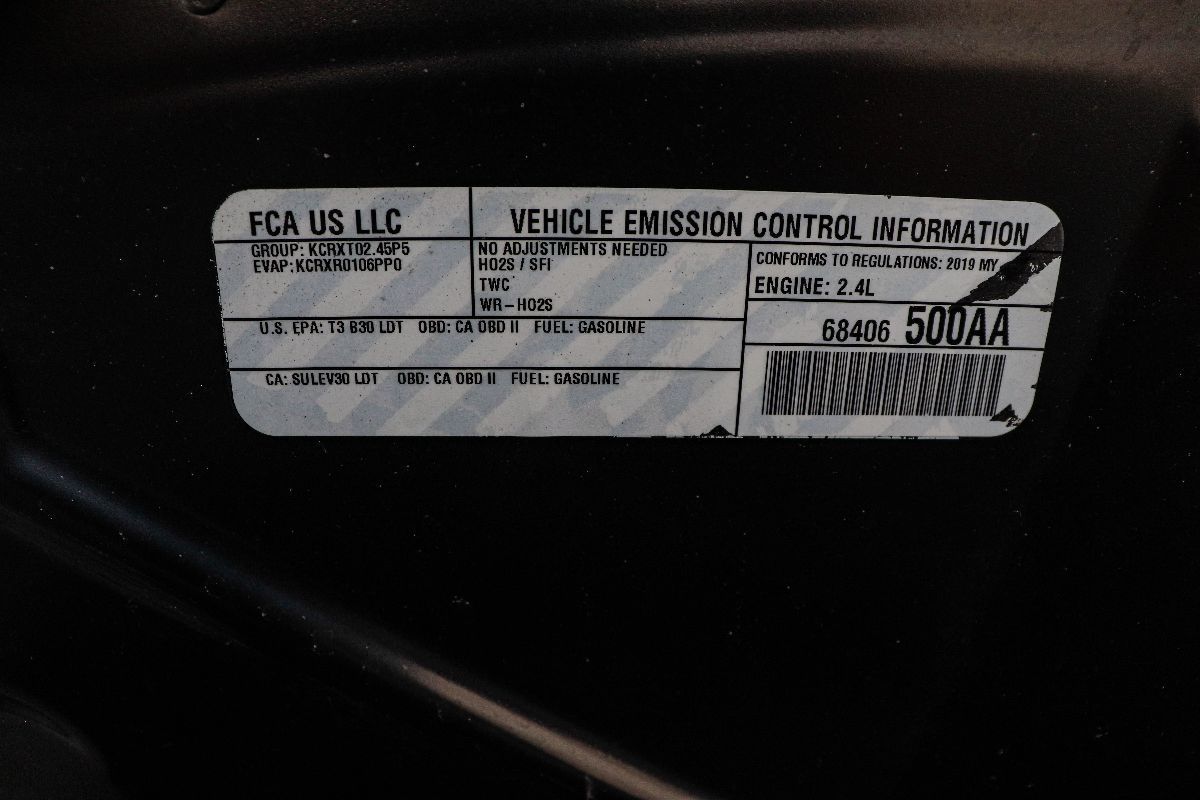 FCA US LLC
VEHICLE EMISSION CONTROL INFORMATION
GROUP: KCRXT02.45P5
EVAP: KCRXR0106PP0
NO ADJUSTMENTS NEEDED
HO2S / SFI
TWC
WR-HO2S
CONFORMS TO REGULATIONS: 2019 MY
ENGINE: 2.4L
68406 500AA
U.S. EPA: T3 B30 LDT OBD: CA OBD II FUEL: GASOLINE
CA: SULEV30 LDT OBD: CA OBD II FUEL: GASOLINE